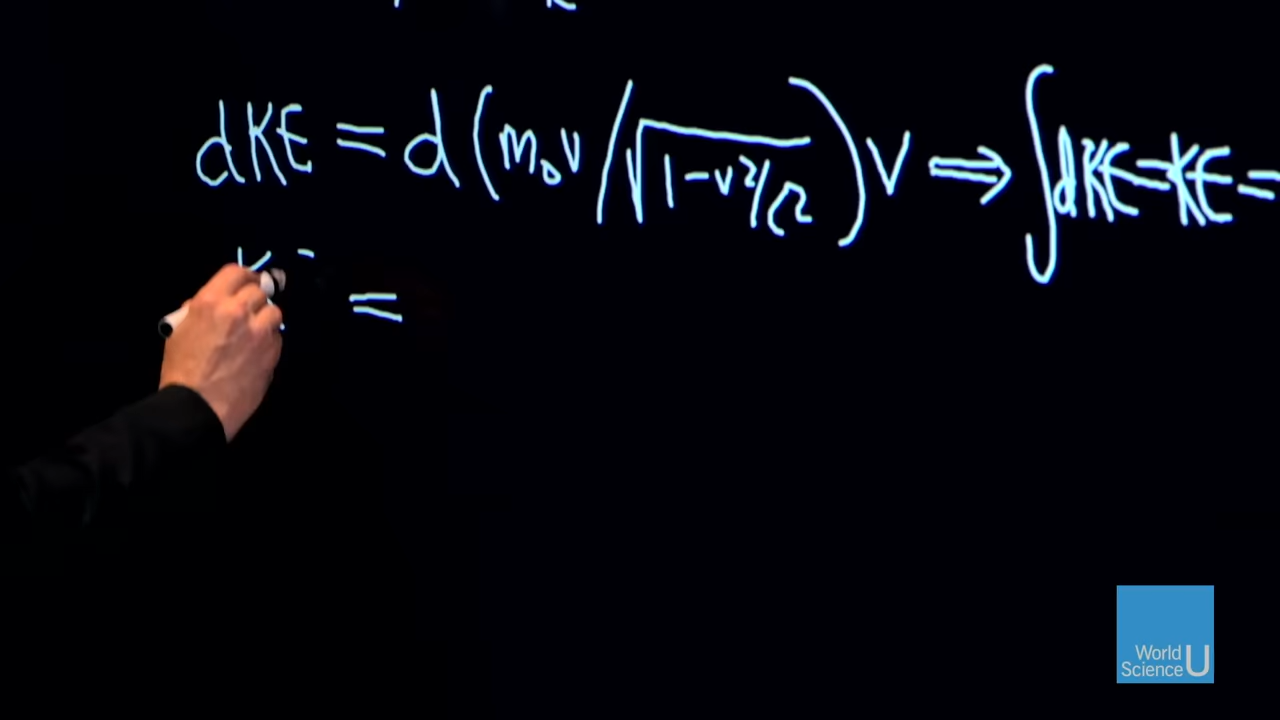 dKE = d(m₀v/√1-v²/c²)v ⇒ ∫dKE=KE=
=
World
Science U